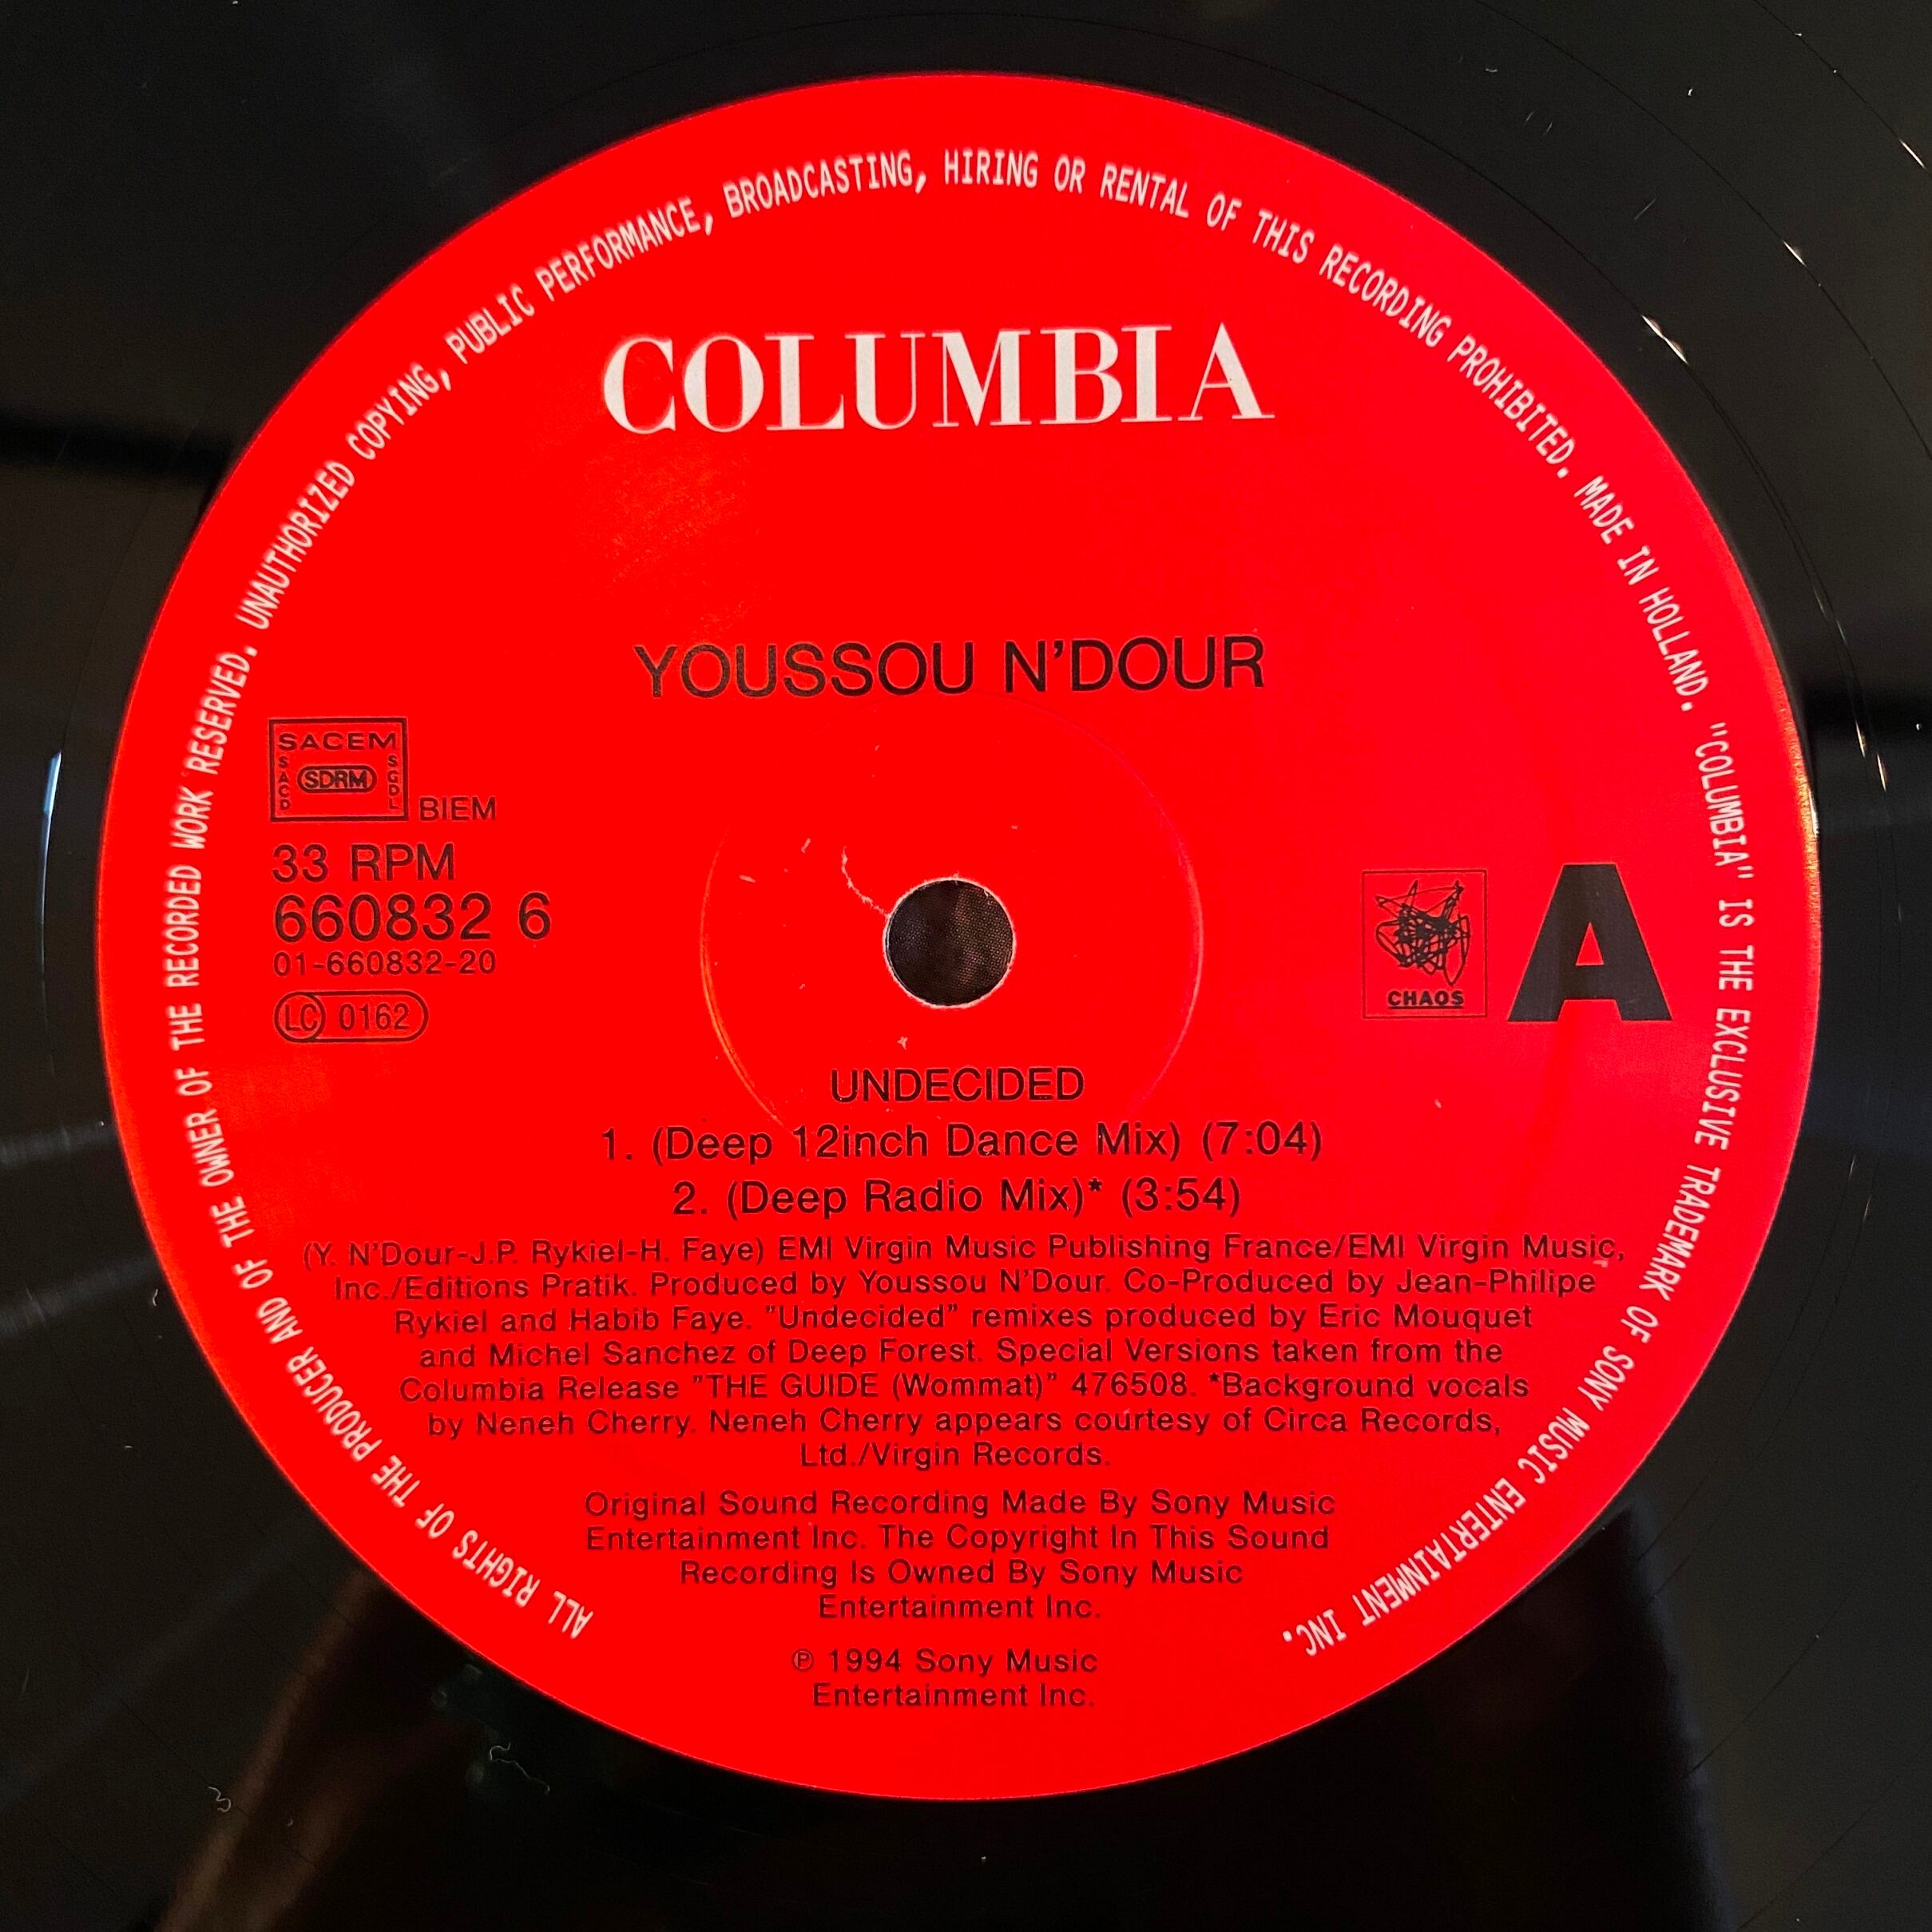 ALL RIGHTS OF THE PRODUCER AND OF THE OWNER OF THE RECORDED WORK RESERVED. UNAUTHORIZED COPYING, PUBLIC PERFORMANCE, BROADCASTING, HIRING OR RENTAL OF THIS RECORDING PROHIBITED. MADE IN HOLLAND. "COLUMBIA" IS THE EXCLUSIVE TRADEMARK OF SONY MUSIC ENTERTAINMENT INC.
COLUMBIA
YOUSSOU N'DOUR
SACEM
SACD
SDRM
SGDL
BIEM
33 RPM
660832 6
01-660832-20
LC 0162
CHAOS
A
UNDECIDED
1. (Deep 12inch Dance Mix) (7:04)
2. (Deep Radio Mix)* (3:54)
(Y. N'Dour-J.P. Rykiel-H. Faye) EMI Virgin Music Publishing France/EMI Virgin Music,
Inc./Editions Pratik. Produced by Youssou N'Dour. Co-Produced by Jean-Philipe
Rykiel and Habib Faye. "Undecided" remixes produced by Eric Mouquet
and Michel Sanchez of Deep Forest. Special Versions taken from the
Columbia Release "THE GUIDE (Wommat)" 476508. *Background vocals
by Neneh Cherry. Neneh Cherry appears courtesy of Circa Records,
Ltd./Virgin Records.
Original Sound Recording Made By Sony Music
Entertainment Inc. The Copyright In This Sound
Recording Is Owned By Sony Music
Entertainment Inc.
℗ 1994 Sony Music
Entertainment Inc.